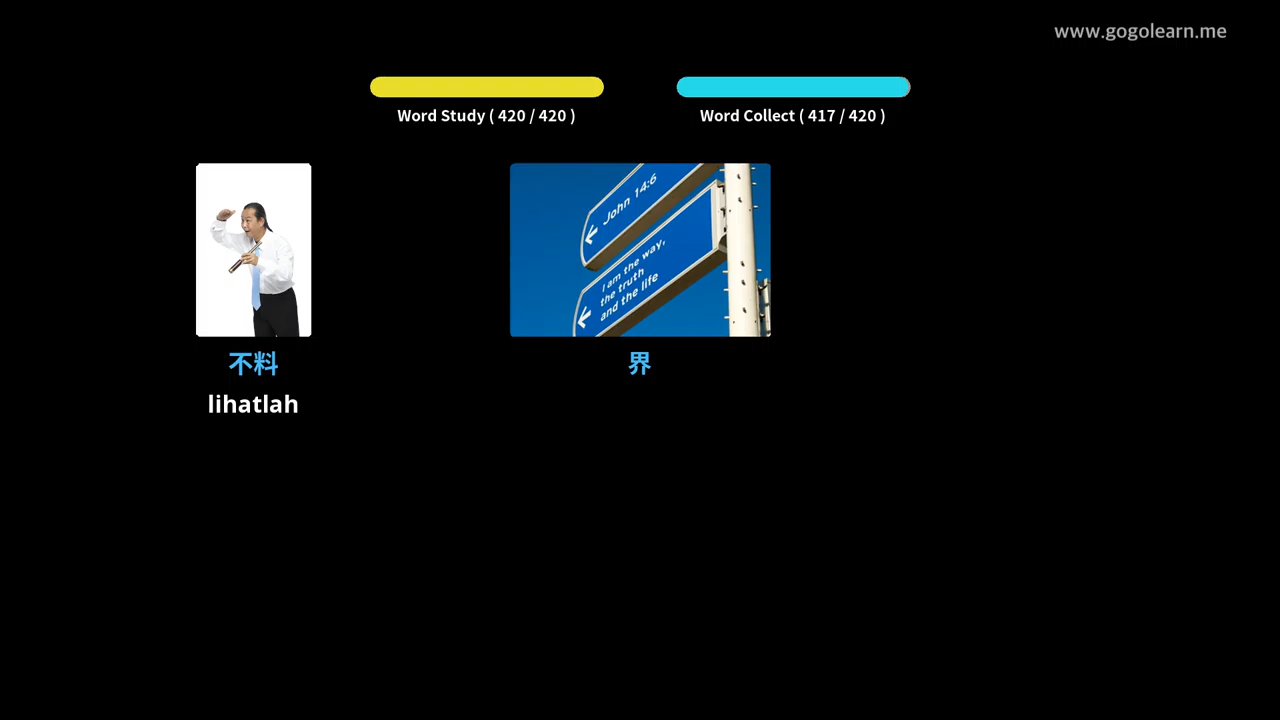 www.gogolearn.me
Word Study ( 420 / 420 )
Word Collect ( 417 / 420 )
John 14:6
I am the way,
the truth
and the life
不料
界
lihatlah